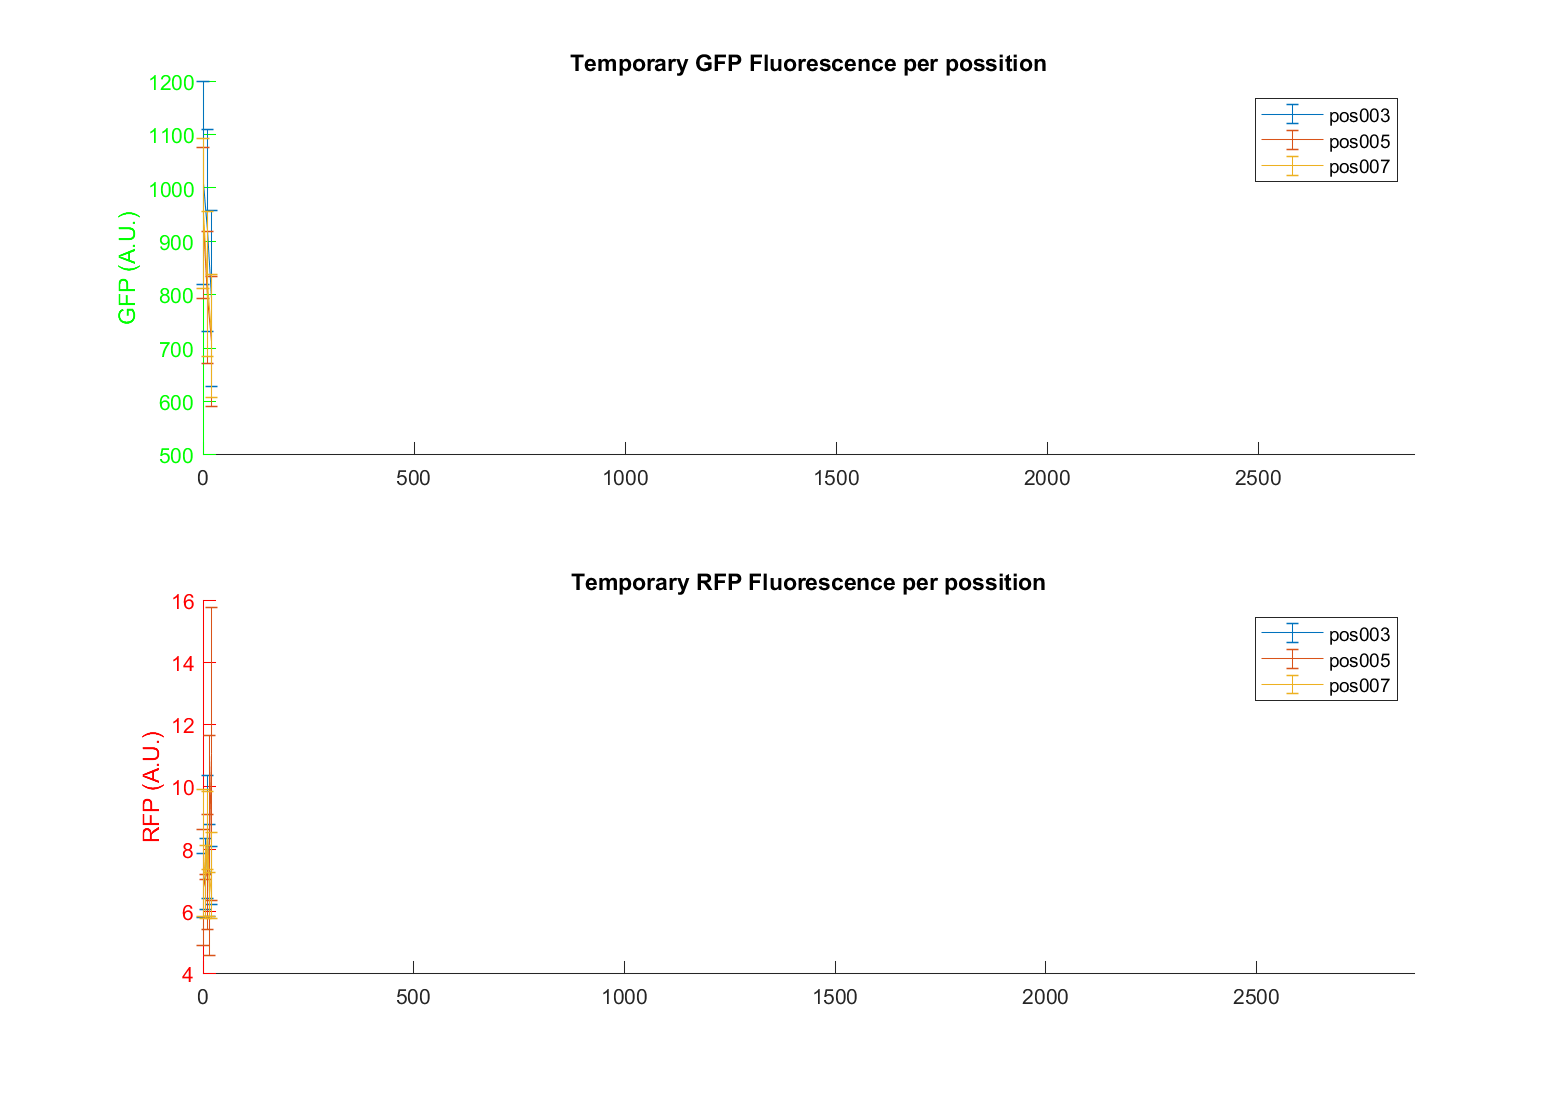 Temporary GFP Fluorescence per possition
1200
1100
1000
900
800
700
600
500
GFP (A.U.)
pos003
pos005
pos007
0 500 1000 1500 2000 2500
Temporary RFP Fluorescence per possition
16
14
12
10
8
6
4
RFP (A.U.)
pos003
pos005
pos007
0 500 1000 1500 2000 2500